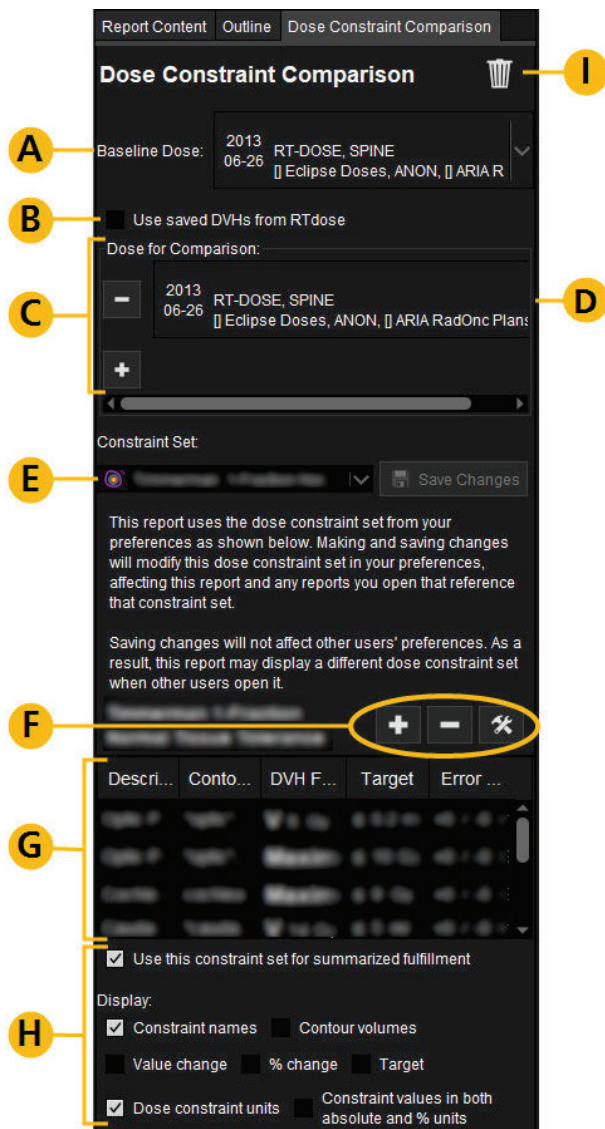 Report Content Outline Dose Constraint Comparison
Dose Constraint Comparison
I
A
Baseline Dose:
2013
06-26
RT-DOSE, SPINE
[] Eclipse Doses, ANON, [] ARIA R
B
Use saved DVHs from RTdose
Dose for Comparison:
C
2013
06-26
RT-DOSE, SPINE
[] Eclipse Doses, ANON, [] ARIA RadOnc Plans
D
Constraint Set:
E
Save Changes
This report uses the dose constraint set from your
preferences as shown below. Making and saving changes
will modify this dose constraint set in your preferences,
affecting this report and any reports you open that reference
that constraint set.
Saving changes will not affect other users' preferences. As a
result, this report may display a different dose constraint set
when other users open it.
F
Descri... Conto... DVH F... Target Error ...
G
H
Use this constraint set for summarized fulfillment
Display:
Constraint names Contour volumes
Value change % change Target
Dose constraint units Constraint values in both
absolute and % units